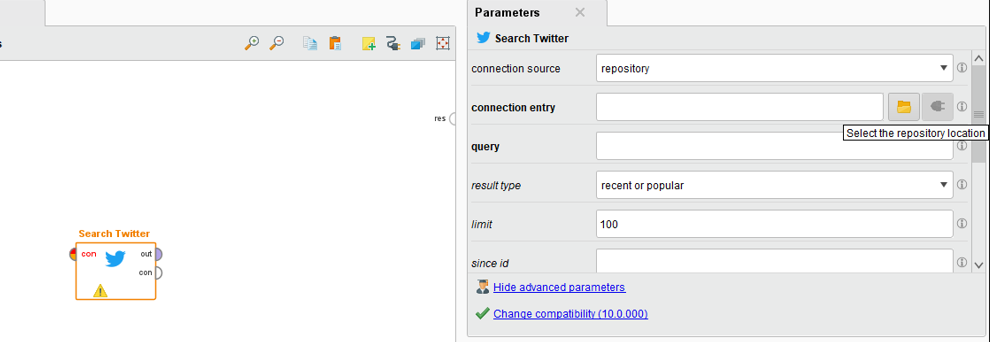 Parameters
Search Twitter
connection source
repository
connection entry
Select the repository location
query
result type
recent or popular
limit
100
since id
Hide advanced parameters
Change compatibility (10.0.000)
s
res
Search Twitter
con
out
con